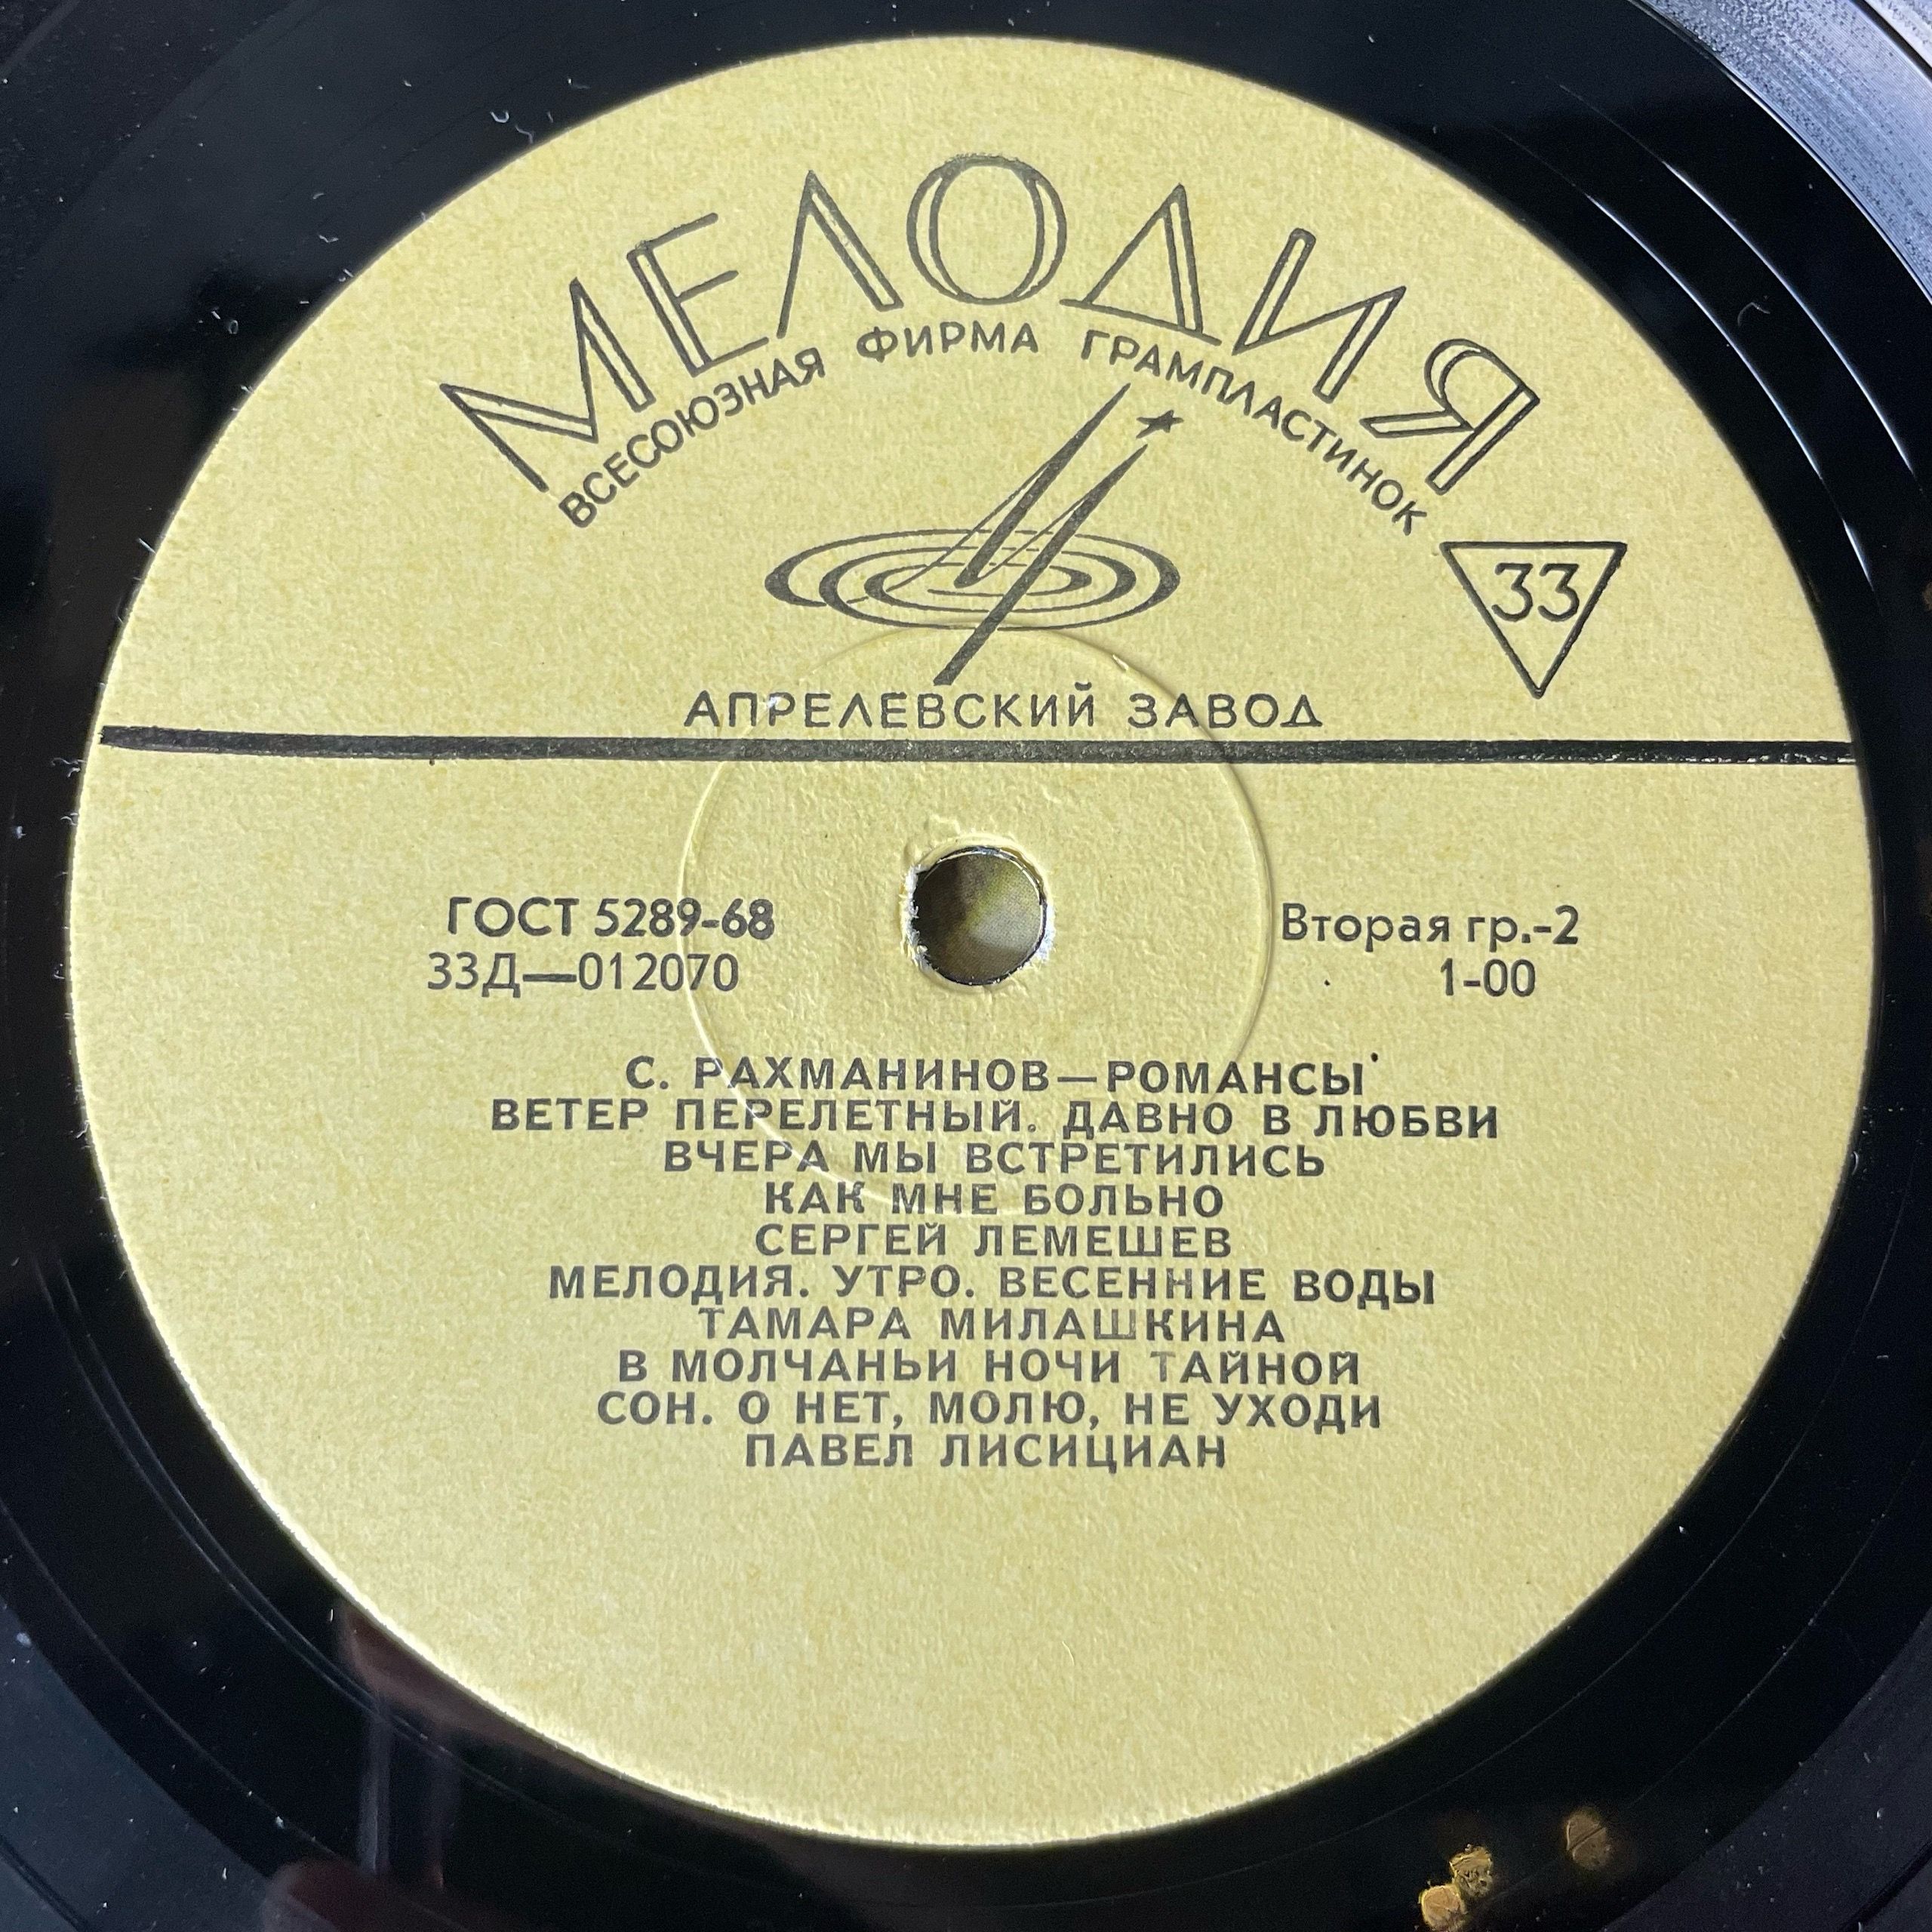 МЕЛОДИЯ
ВСЕСОЮЗНАЯ ФИРМА ГРАМПЛАСТИНОК
33
АПРЕЛЕВСКИЙ ЗАВОД
ГОСТ 5289-68
33Д—012070
Вторая гр.-2
1-00
С. РАХМАНИНОВ—РОМАНСЫ
ВЕТЕР ПЕРЕЛЕТНЫЙ. ДАВНО В ЛЮБВИ
ВЧЕРА МЫ ВСТРЕТИЛИСЬ
КАК МНЕ БОЛЬНО
СЕРГЕЙ ЛЕМЕШЕВ
МЕЛОДИЯ. УТРО. ВЕСЕННИЕ ВОДЫ
ТАМАРА МИЛАШКИНА
В МОЛЧАНЬИ НОЧИ ТАЙНОЙ
СОН. О НЕТ, МОЛЮ, НЕ УХОДИ
ПАВЕЛ ЛИСИЦИАН